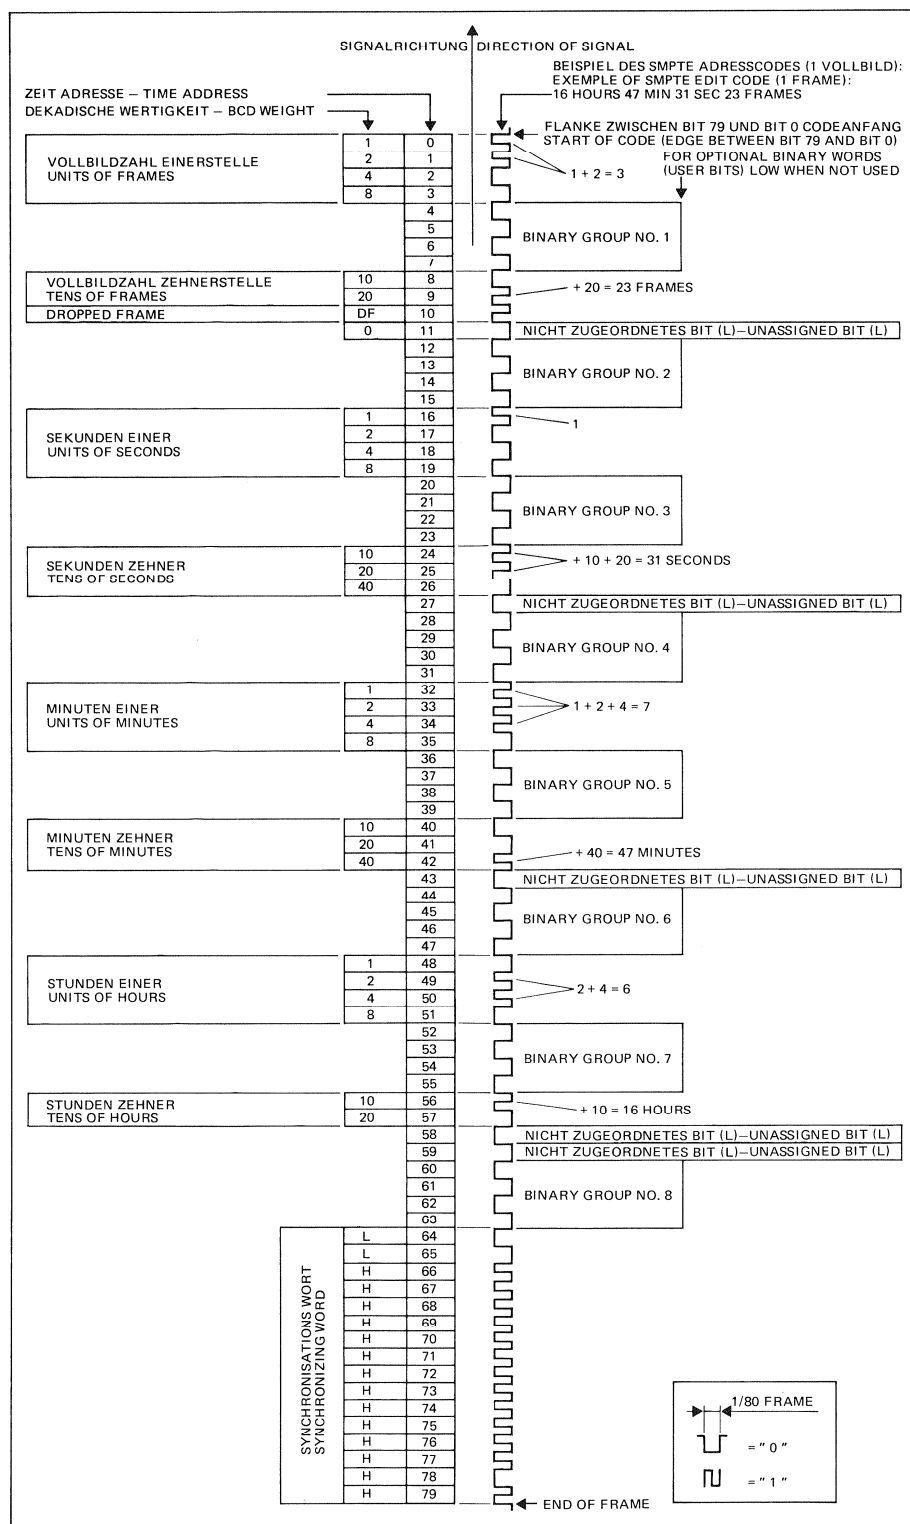 SIGNALRICHTUNG DIRECTION OF SIGNAL
BEISPIEL DES SMPTE ADRESSCODES (1 VOLLBILD):
EXEMPLE OF SMPTE EDIT CODE (1 FRAME):
16 HOURS 47 MIN 31 SEC 23 FRAMES
ZEIT ADRESSE – TIME ADDRESS
DEKADISCHE WERTIGKEIT – BCD WEIGHT
FLANKE ZWISCHEN BIT 79 UND BIT 0 CODEANFANG
START OF CODE (EDGE BETWEEN BIT 79 AND BIT 0)
FOR OPTIONAL BINARY WORDS
(USER BITS) LOW WHEN NOT USED
VOLLBILDZAHL EINERSTELLE
UNITS OF FRAMES
1 0
2 1
4 2
8 3
1 + 2 = 3
4
5
6
7
BINARY GROUP NO. 1
VOLLBILDZAHL ZEHNERSTELLE
TENS OF FRAMES
10 8
20 9
+ 20 = 23 FRAMES
DROPPED FRAME DF 10
0 11 NICHT ZUGEORDNETES BIT (L)–UNASSIGNED BIT (L)
12
13
14
15
BINARY GROUP NO. 2
SEKUNDEN EINER
UNITS OF SECONDS
1 16
2 17
4 18
8 19
1
20
21
22
23
BINARY GROUP NO. 3
SEKUNDEN ZEHNER
TENS OF SECONDS
10 24
20 25
40 26
+ 10 + 20 = 31 SECONDS
27 NICHT ZUGEORDNETES BIT (L)–UNASSIGNED BIT (L)
28
29
30
31
BINARY GROUP NO. 4
MINUTEN EINER
UNITS OF MINUTES
1 32
2 33
4 34
8 35
1 + 2 + 4 = 7
36
37
38
39
BINARY GROUP NO. 5
MINUTEN ZEHNER
TENS OF MINUTES
10 40
20 41
40 42
+ 40 = 47 MINUTES
43 NICHT ZUGEORDNETES BIT (L)–UNASSIGNED BIT (L)
44
45
46
47
BINARY GROUP NO. 6
STUNDEN EINER
UNITS OF HOURS
1 48
2 49
4 50
8 51
2 + 4 = 6
52
53
54
55
BINARY GROUP NO. 7
STUNDEN ZEHNER
TENS OF HOURS
10 56
20 57
+ 10 = 16 HOURS
58 NICHT ZUGEORDNETES BIT (L)–UNASSIGNED BIT (L)
59 NICHT ZUGEORDNETES BIT (L)–UNASSIGNED BIT (L)
60
61
62
63
BINARY GROUP NO. 8
SYNCHRONISATIONS WORT
SYNCHRONIZING WORD
L 64
L 65
H 66
H 67
H 68
H 69
H 70
H 71
H 72
H 73
H 74
H 75
H 76
H 77
H 78
H 79
END OF FRAME
1/80 FRAME
= "0"
= "1"